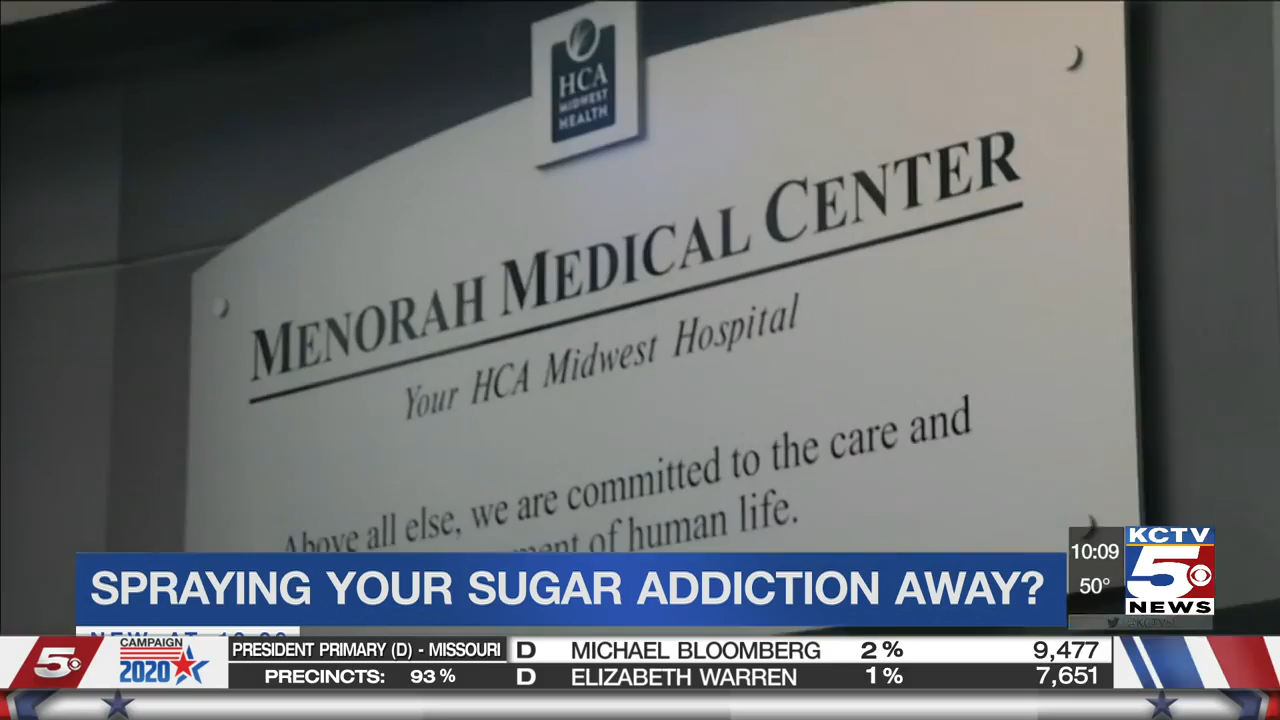 HCA
MIDWEST
HEALTH
MENORAH MEDICAL CENTER
Your HCA Midwest Hospital
Above all else, we are committed to the care and
of human life.
10:09
50°
KCTV
5
NEWS
SPRAYING YOUR SUGAR ADDICTION AWAY?
@KCTV5
5
CAMPAIGN
2020
PRESIDENT PRIMARY (D) - MISSOURI
PRECINCTS: 93%
D MICHAEL BLOOMBERG 2% 9,477
D ELIZABETH WARREN 1% 7,651